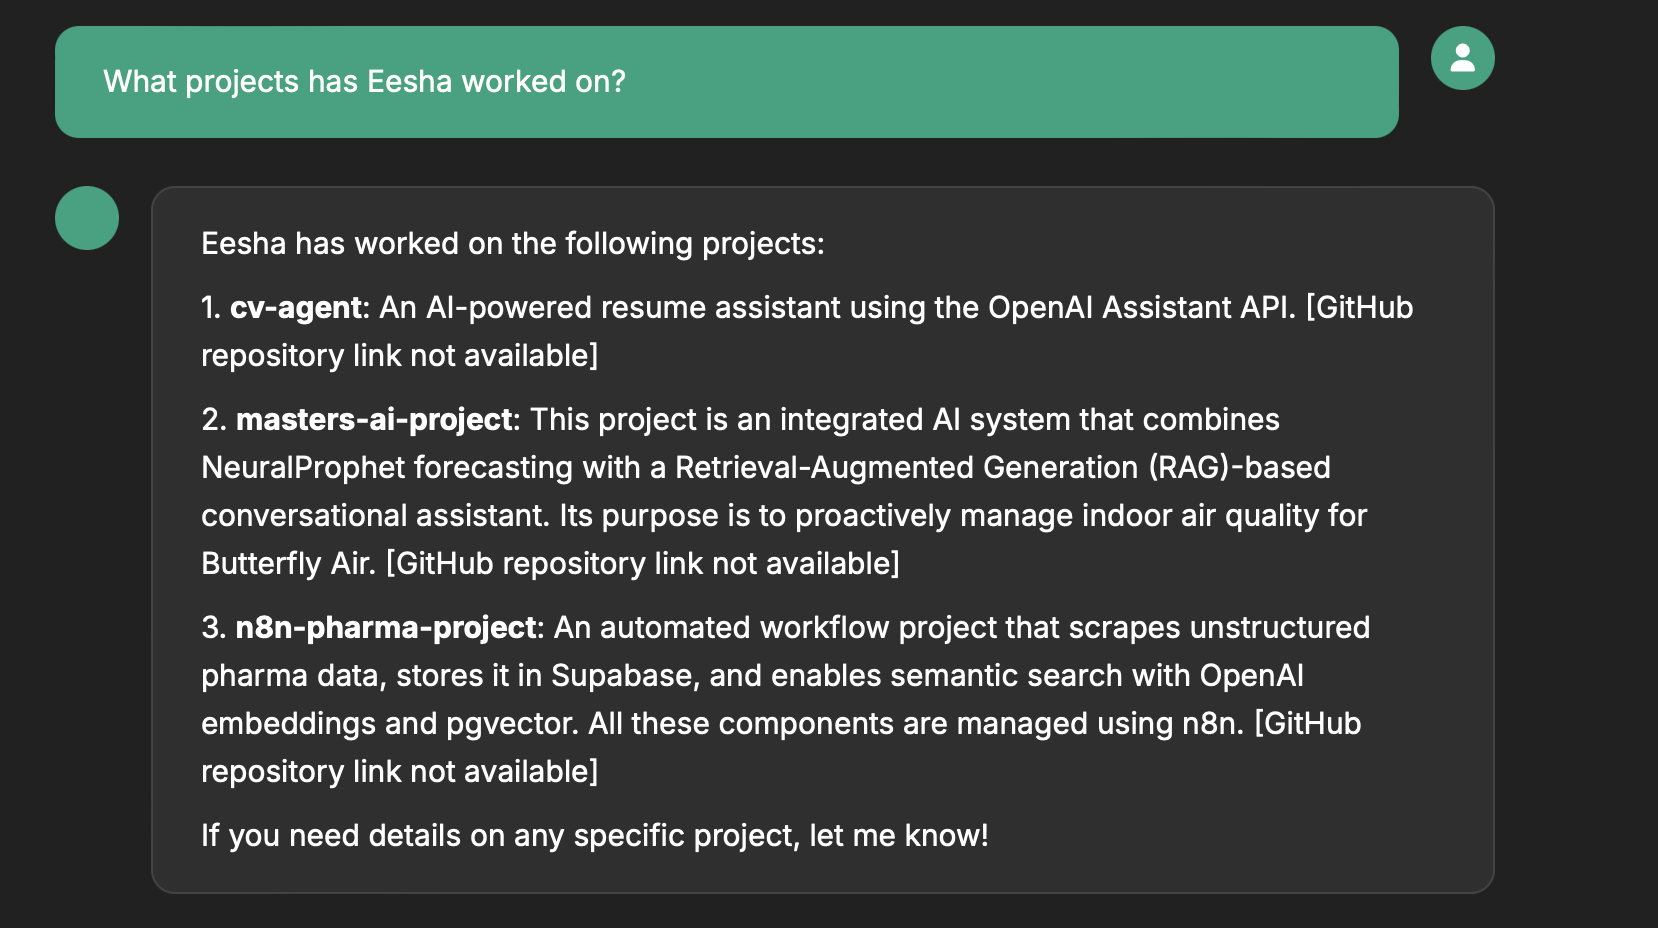 What projects has Eesha worked on?
Eesha has worked on the following projects:
1. cv-agent: An AI-powered resume assistant using the OpenAI Assistant API. [GitHub
repository link not available]
2. masters-ai-project: This project is an integrated AI system that combines
NeuralProphet forecasting with a Retrieval-Augmented Generation (RAG)-based
conversational assistant. Its purpose is to proactively manage indoor air quality for
Butterfly Air. [GitHub repository link not available]
3. n8n-pharma-project: An automated workflow project that scrapes unstructured
pharma data, stores it in Supabase, and enables semantic search with OpenAI
embeddings and pgvector. All these components are managed using n8n. [GitHub
repository link not available]
If you need details on any specific project, let me know!